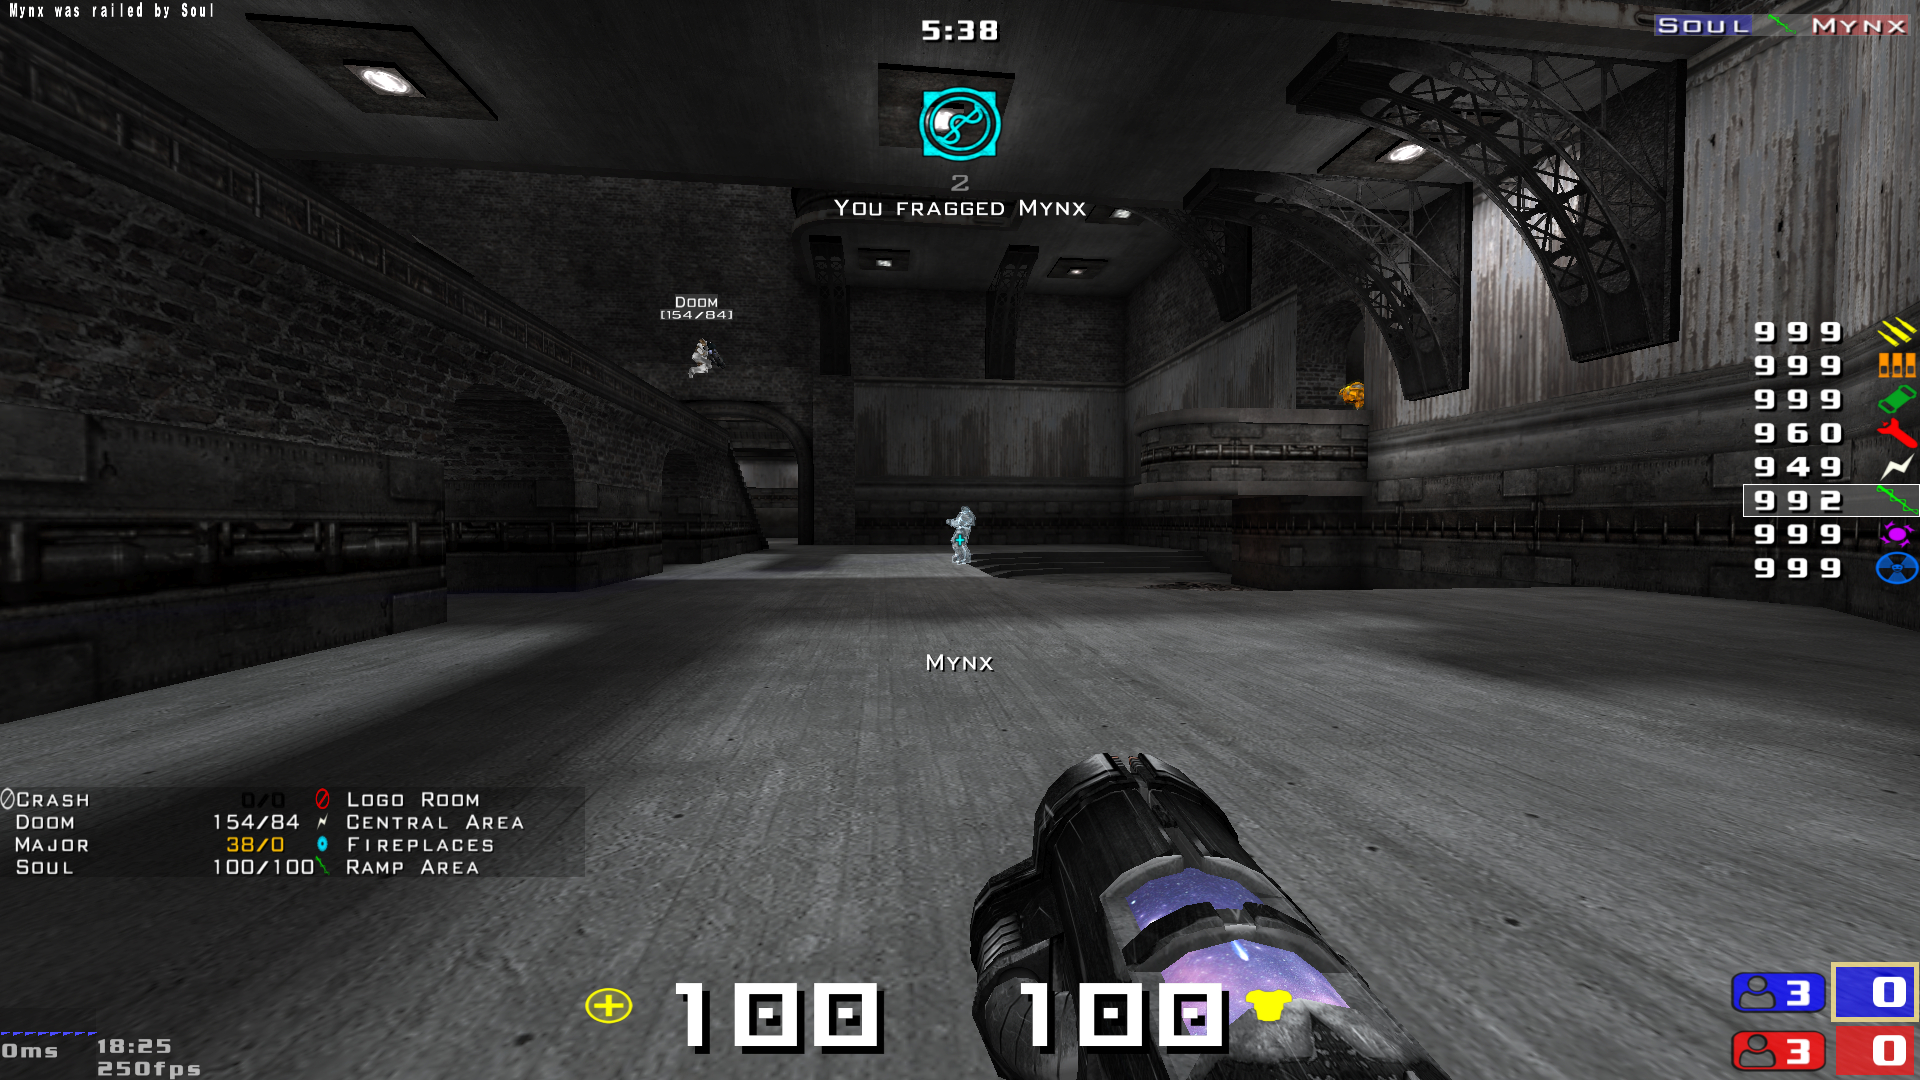 Mynx was railed by Soul
5:38
Soul Mynx
2
You fragged Mynx
Doom
[154/84]
999
999
999
960
949
992
999
999
Mynx
Crash 0/0 Logo Room
Doom 154/84 Central Area
Major 38/0 Fireplaces
Soul 100/100 Ramp Area
100 100
3 0
3 0
0ms
18:25
250fps